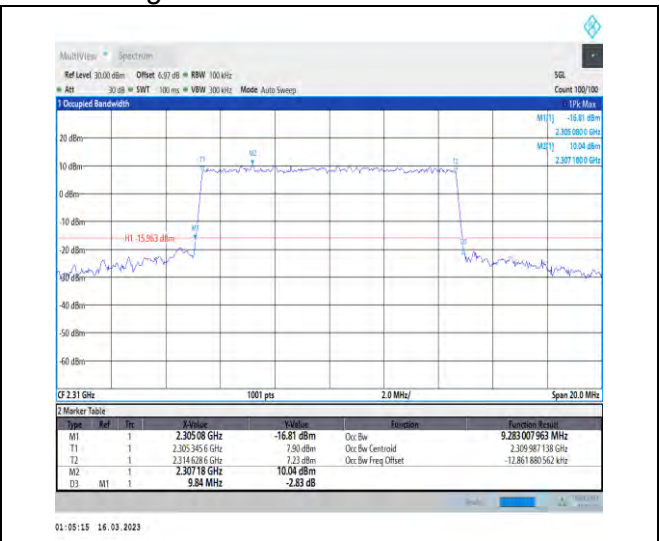 MultiView Spectrum
Ref Level 30.00 dBm Offset 6.97 dB RBW 100 kHz SGL
Att 30 dB SWT 100 ms VBW 300 kHz Mode Auto Sweep Count 100/100
1 Occupied Bandwidth 1Pk Max
M1[1] -16.81 dBm
2.305 080 0 GHz
M2[1] 10.04 dBm
2.307 180 0 GHz
20 dBm
T1 M2 T2
10 dBm
0 dBm
-10 dBm
M1
H1 -15.963 dBm
-20 dBm
-30 dBm
-40 dBm
-50 dBm
-60 dBm
CF 2.31 GHz 1001 pts 2.0 MHz/ Span 20.0 MHz
2 Marker Table
Type Ref Trc X-Value Y-Value Function Function Result
M1 1 2.305 08 GHz -16.81 dBm Occ Bw 9.283 007 963 MHz
T1 1 2.305 345 6 GHz 7.90 dBm Occ Bw Centroid 2.309 987 138 GHz
T2 1 2.314 628 6 GHz 7.23 dBm Occ Bw Freq Offset -12.861 880 562 kHz
M2 1 2.307 18 GHz 10.04 dBm
D3 M1 1 9.84 MHz -2.83 dB
01:05:15 16.03.2023